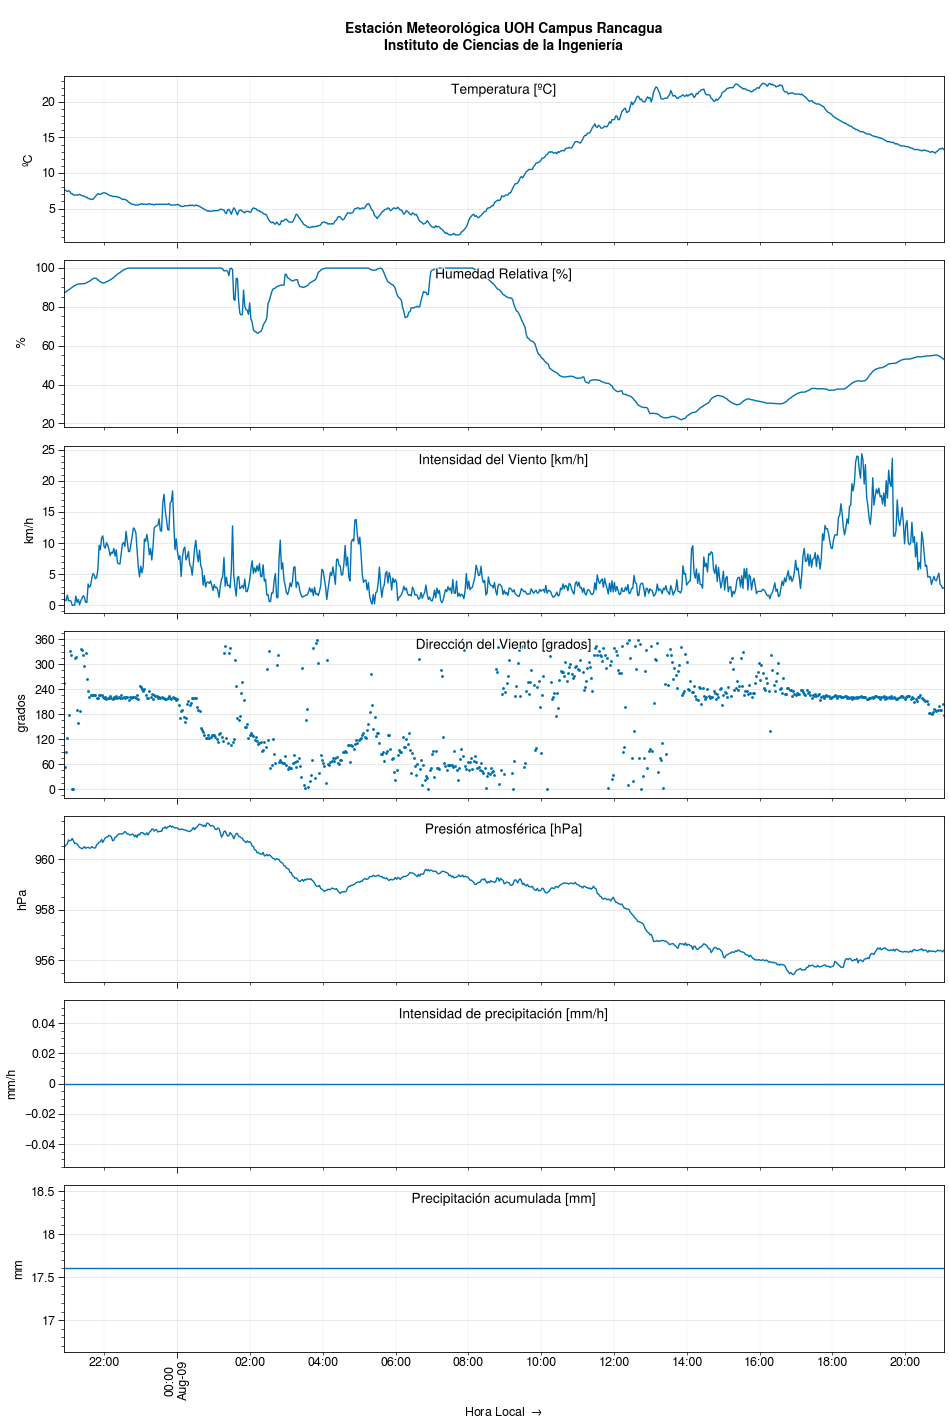 Estación Meteorológica UOH Campus Rancagua
Instituto de Ciencias de la Ingeniería
Temperatura [ºC]
ºC
20
15
10
5
Humedad Relativa [%]
%
100
80
60
40
20
Intensidad del Viento [km/h]
km/h
25
20
15
10
5
0
Dirección del Viento [grados]
grados
360
300
240
180
120
60
0
Presión atmosférica [hPa]
hPa
960
958
956
Intensidad de precipitación [mm/h]
mm/h
0.04
0.02
0
−0.02
−0.04
Precipitación acumulada [mm]
mm
18.5
18
17.5
17
22:00
00:00
Aug-09
02:00
04:00
06:00
08:00
10:00
12:00
14:00
16:00
18:00
20:00
Hora Local →